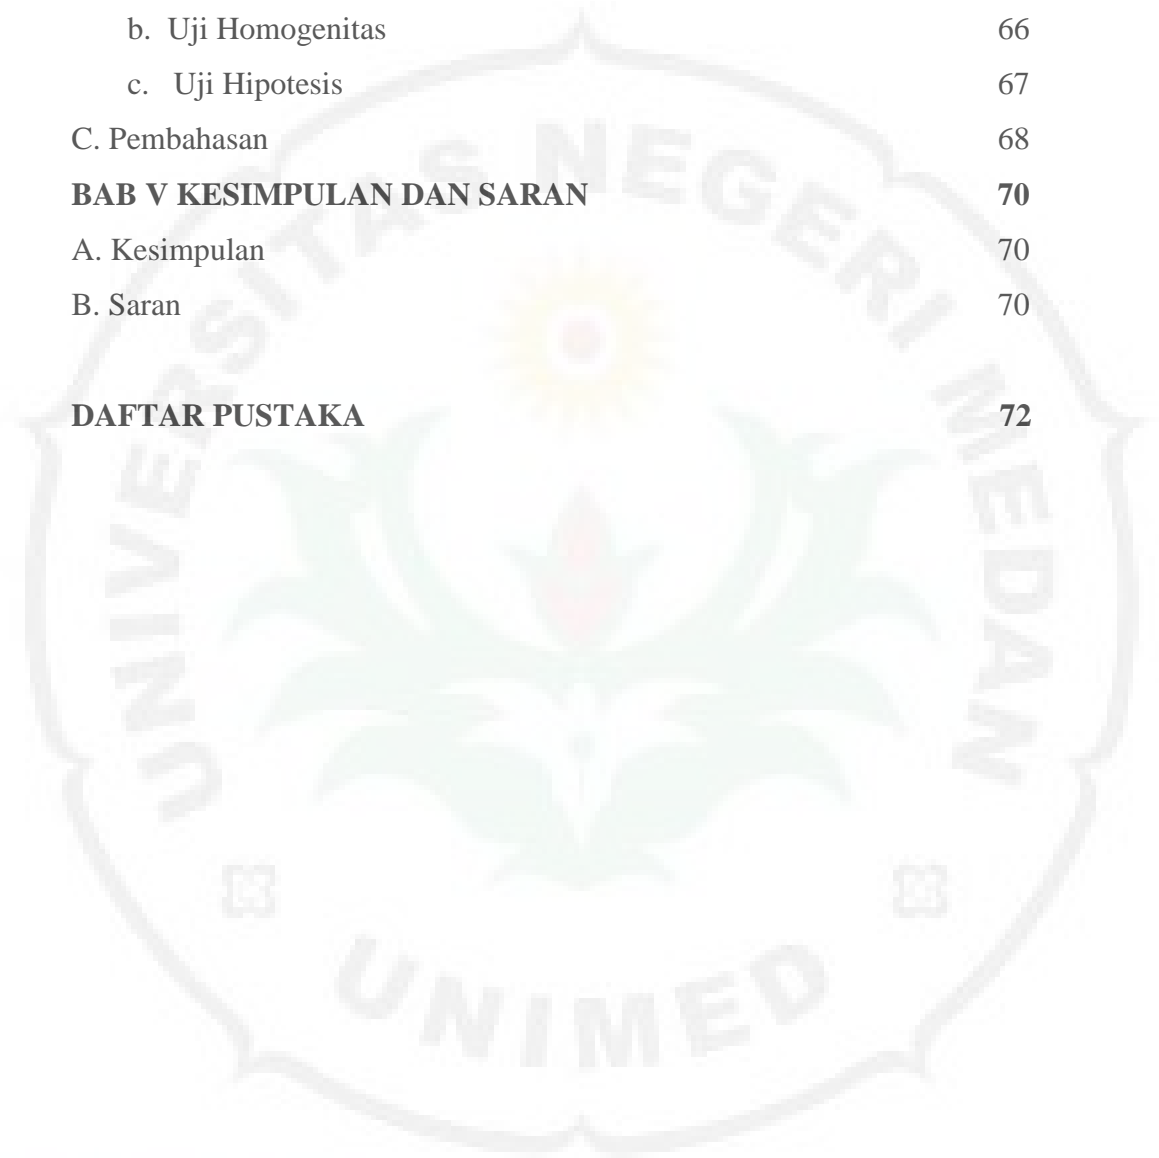 b. Uji Homogenitas 66
c. Uji Hipotesis 67
C. Pembahasan 68
BAB V KESIMPULAN DAN SARAN 70
A. Kesimpulan 70
B. Saran 70
DAFTAR PUSTAKA 72
UNIVERSITAS NEGERI MEDAN
UNIMED